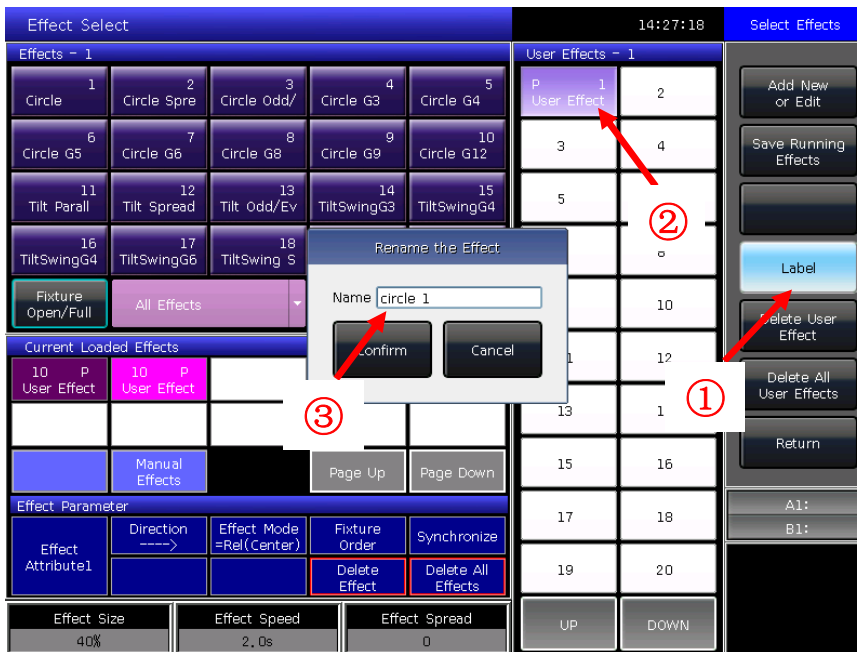 Effect Select
14:27:18
Select Effects
Effects - 1
1
Circle
2
Circle Spre
3
Circle Odd/
4
Circle G3
5
Circle G4
6
Circle G5
7
Circle G6
8
Circle G8
9
Circle G9
10
Circle G12
11
Tilt Parall
12
Tilt Spread
13
Tilt Odd/Ev
14
TiltSwingG3
15
TiltSwingG4
16
TiltSwingG4
17
TiltSwingG6
18
TiltSwing S
Fixture
Open/Full
All Effects
Current Loaded Effects
10 P
User Effect
10 P
User Effect
Manual
Effects
Page Up
Page Down
Effect Parameter
Effect
Attribute1
Direction
---->
Effect Mode
=Rel(Center)
Fixture
Order
Synchronize
Delete
Effect
Delete All
Effects
Effect Size
40%
Effect Speed
2.0s
Effect Spread
0
Rename the Effect
Name
circle 1
Confirm
Cancel
③
User Effects - 1
P 1
User Effect
2
3
4
5
②
10
12
13
15
16
17
18
19
20
UP
DOWN
Add New
or Edit
Save Running
Effects
Label
Delete User
Effect
①
Delete All
User Effects
Return
A1:
B1: